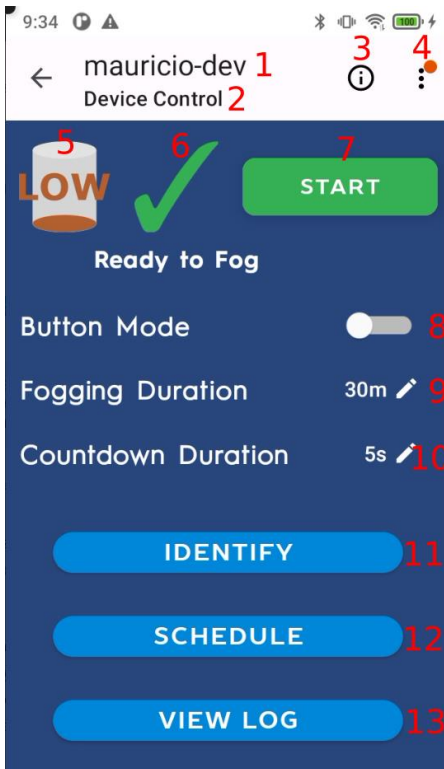 9:34 100
mauricio-dev 1 3 4
Device Control 2
5 6 7
LOW START
Ready to Fog
Button Mode 8
Fogging Duration 30m 9
Countdown Duration 5s 10
IDENTIFY 11
SCHEDULE 12
VIEW LOG 13